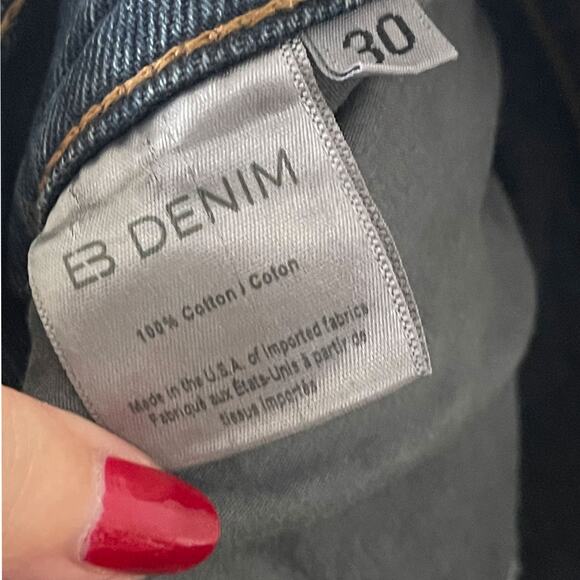 30
EB DENIM
100% Cotton | Coton
Made in the U.S.A. of imported fabrics
Fabriqué aux États-Unis à partir de
tissus importés